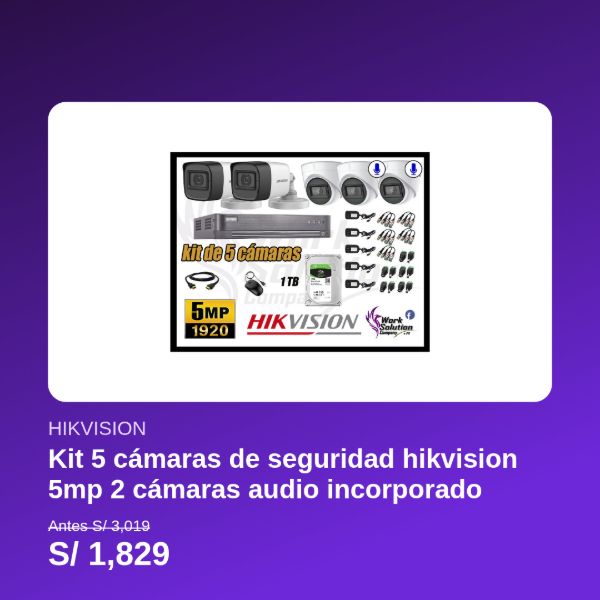 kit de 5 cámaras
1 TB
5MP
1920
HIKVISION
Work
Solution
Company
HIKVISION
Kit 5 cámaras de seguridad hikvision
5mp 2 cámaras audio incorporado
Antes S/ 3,019
S/ 1,829